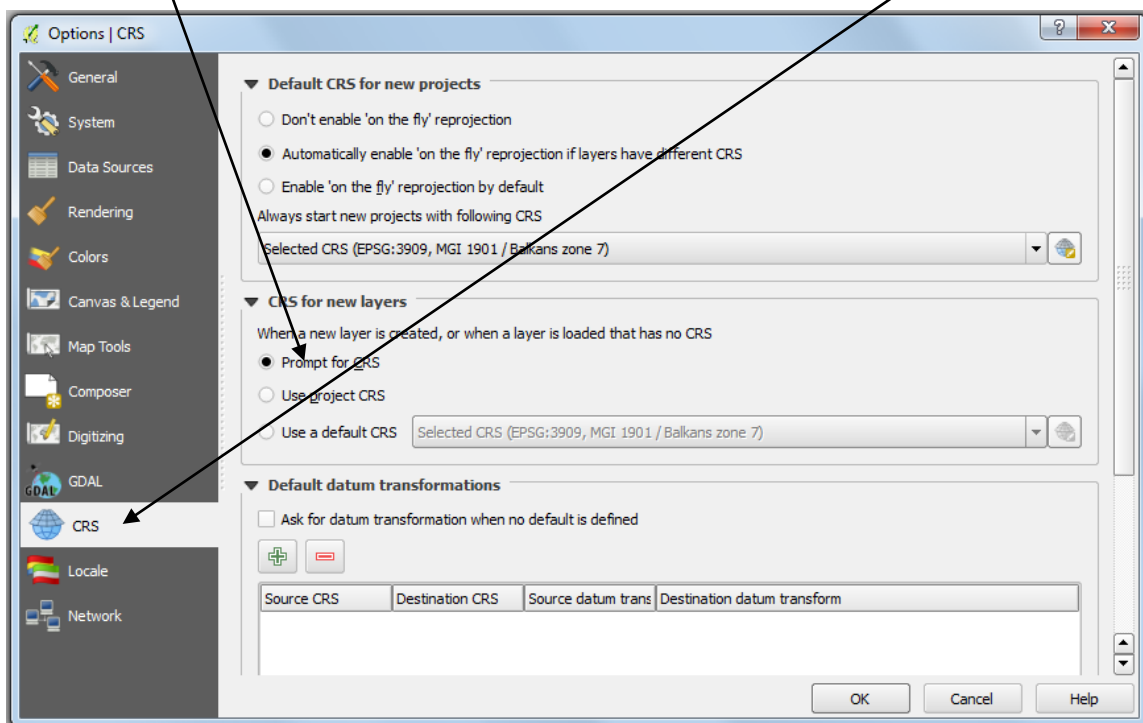 Options | CRS
General
System
Data Sources
Rendering
Colors
Canvas & Legend
Map Tools
Composer
Digitizing
GDAL
GDAL
CRS
Locale
Network
Default CRS for new projects
Don't enable 'on the fly' reprojection
Automatically enable 'on the fly' reprojection if layers have different CRS
Enable 'on the fly' reprojection by default
Always start new projects with following CRS
Selected CRS (EPSG:3909, MGI 1901 / Balkans zone 7)
CRS for new layers
When a new layer is created, or when a layer is loaded that has no CRS
Prompt for CRS
Use project CRS
Use a default CRS Selected CRS (EPSG:3909, MGI 1901 / Balkans zone 7)
Default datum transformations
Ask for datum transformation when no default is defined
Source CRS Destination CRS Source datum trans Destination datum transform
OK Cancel Help